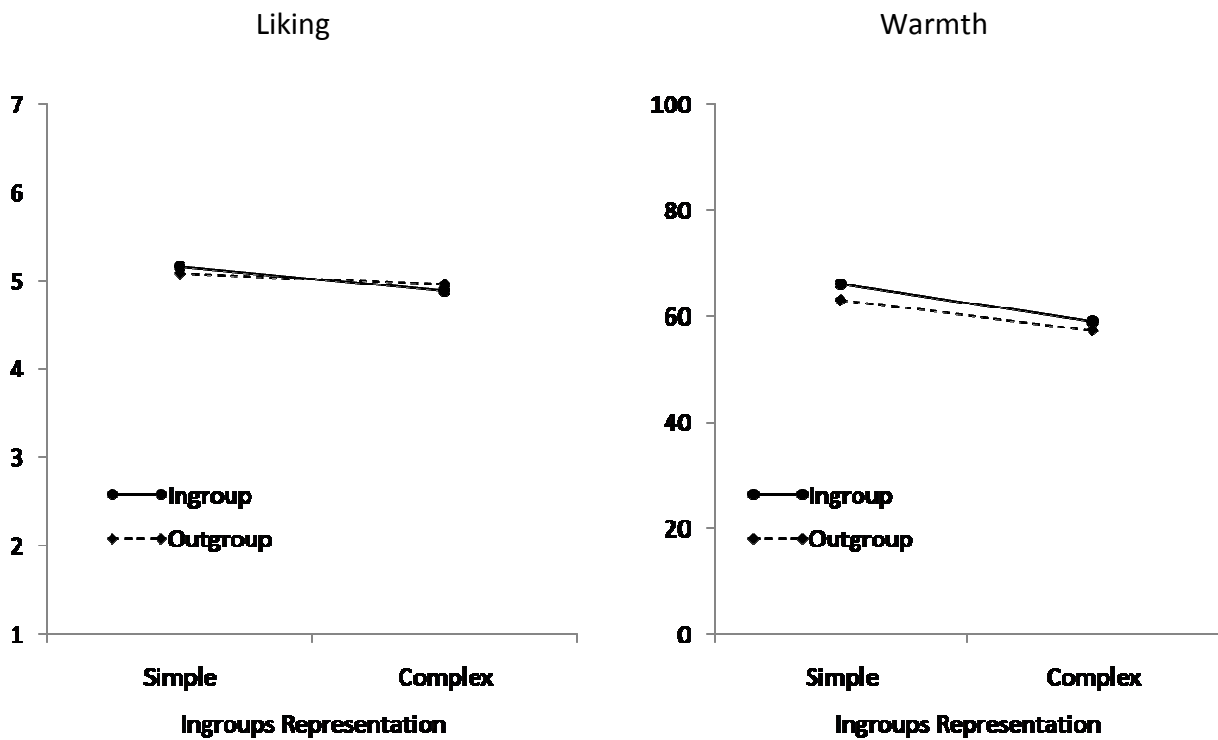 Liking
7
6
5
4
3
2
1
Ingroup
Outgroup
Simple Complex
Ingroups Representation
Warmth
100
80
60
40
20
0
Ingroup
Outgroup
Simple Complex
Ingroups Representation